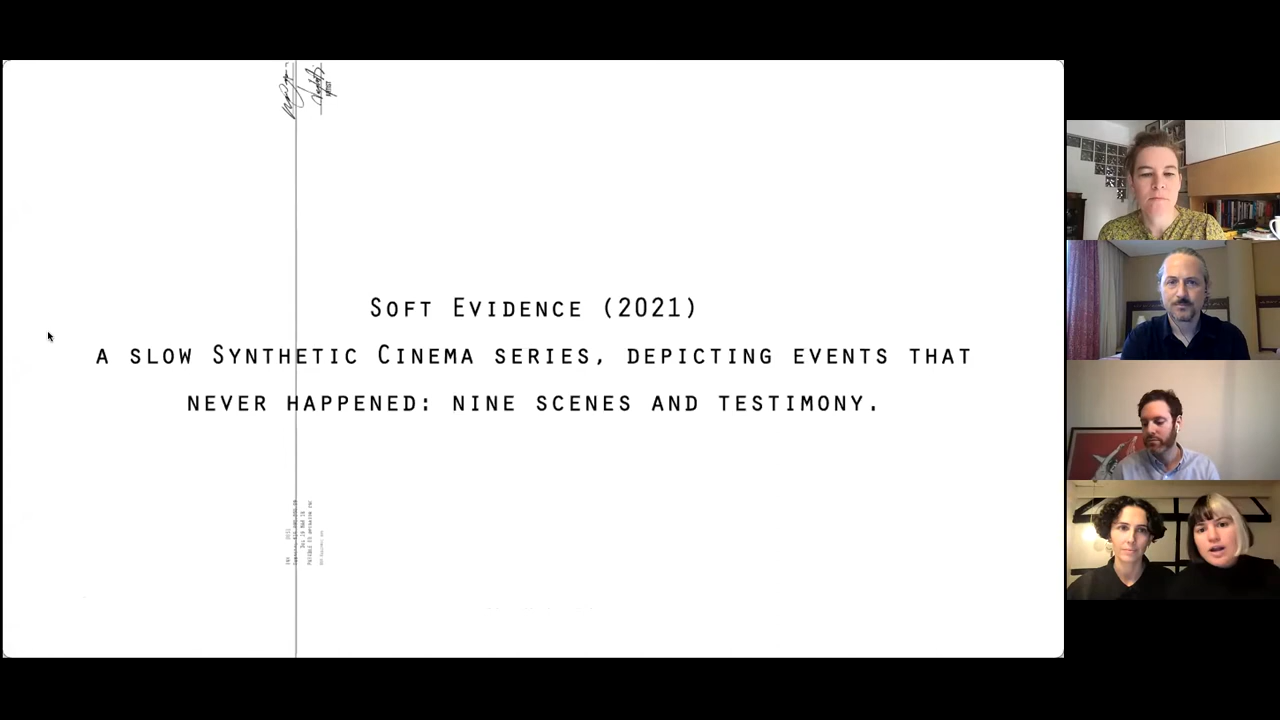 Soft Evidence (2021)
a slow Synthetic Cinema series, depicting events that
never happened: nine scenes and testimony.